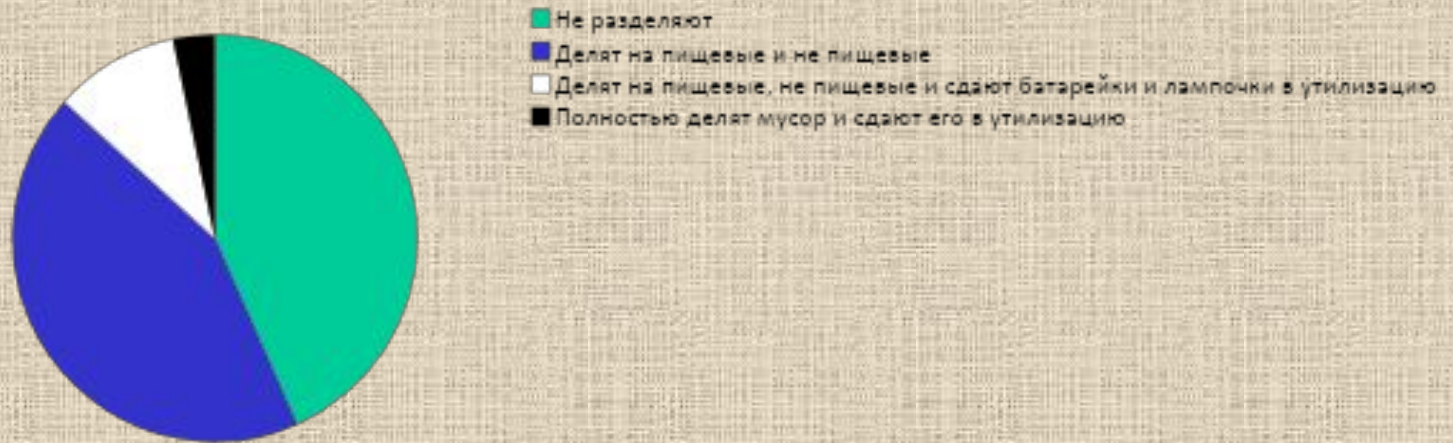 Не разделяют
Делят на пищевые и не пищевые
Делят на пищевые, не пищевые и сдают батарейки и лампочки в утилизацию
Полностью делят мусор и сдают его в утилизацию